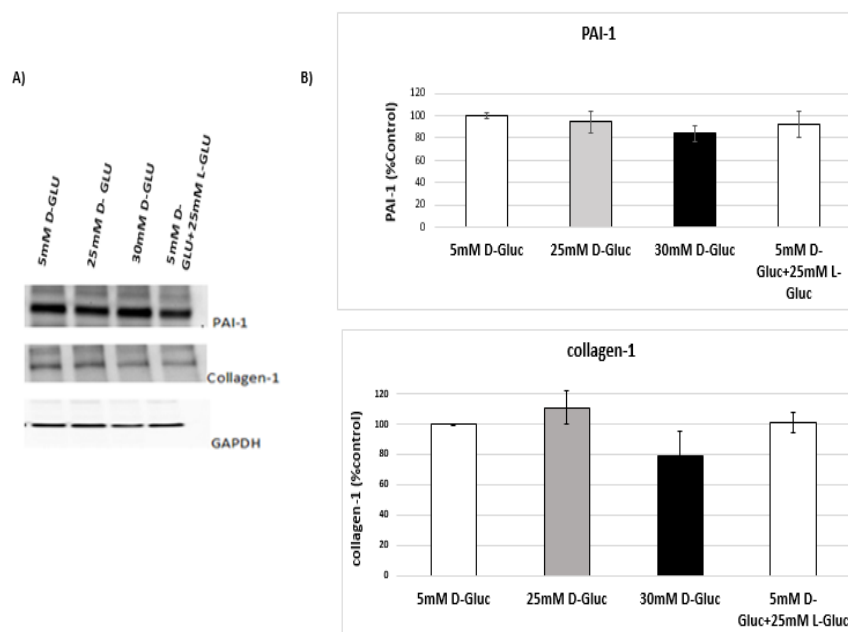 A)
5mM D-GLU
25mM D- GLU
30mM D-GLU
5mM D-
GLU+25mM L-GLU
PAI-1
Collagen-1
GAPDH
B)
PAI-1
PAI-1 (%Control)
120
100
80
60
40
20
0
5mM D-Gluc
25mM D-Gluc
30mM D-Gluc
5mM D-
Gluc+25mM L-
Gluc
collagen-1
collagen-1 (%control)
120
100
80
60
40
20
0
5mM D-Gluc
25mM D-Gluc
30mM D-Gluc
5mM D-
Gluc+25mM L-Gluc